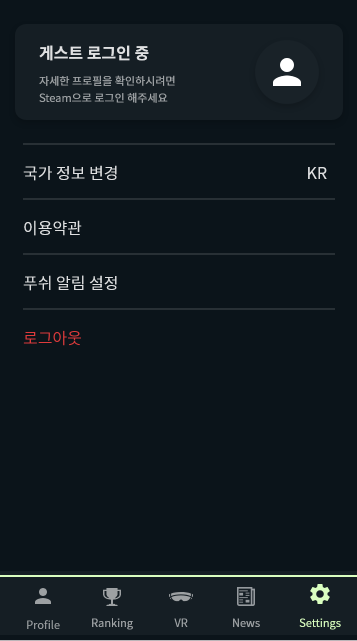 게스트 로그인 중
자세한 프로필을 확인하시려면
Steam으로 로그인 해주세요
국가 정보 변경 KR
이용약관
푸쉬 알림 설정
로그아웃
Profile Ranking VR News Settings